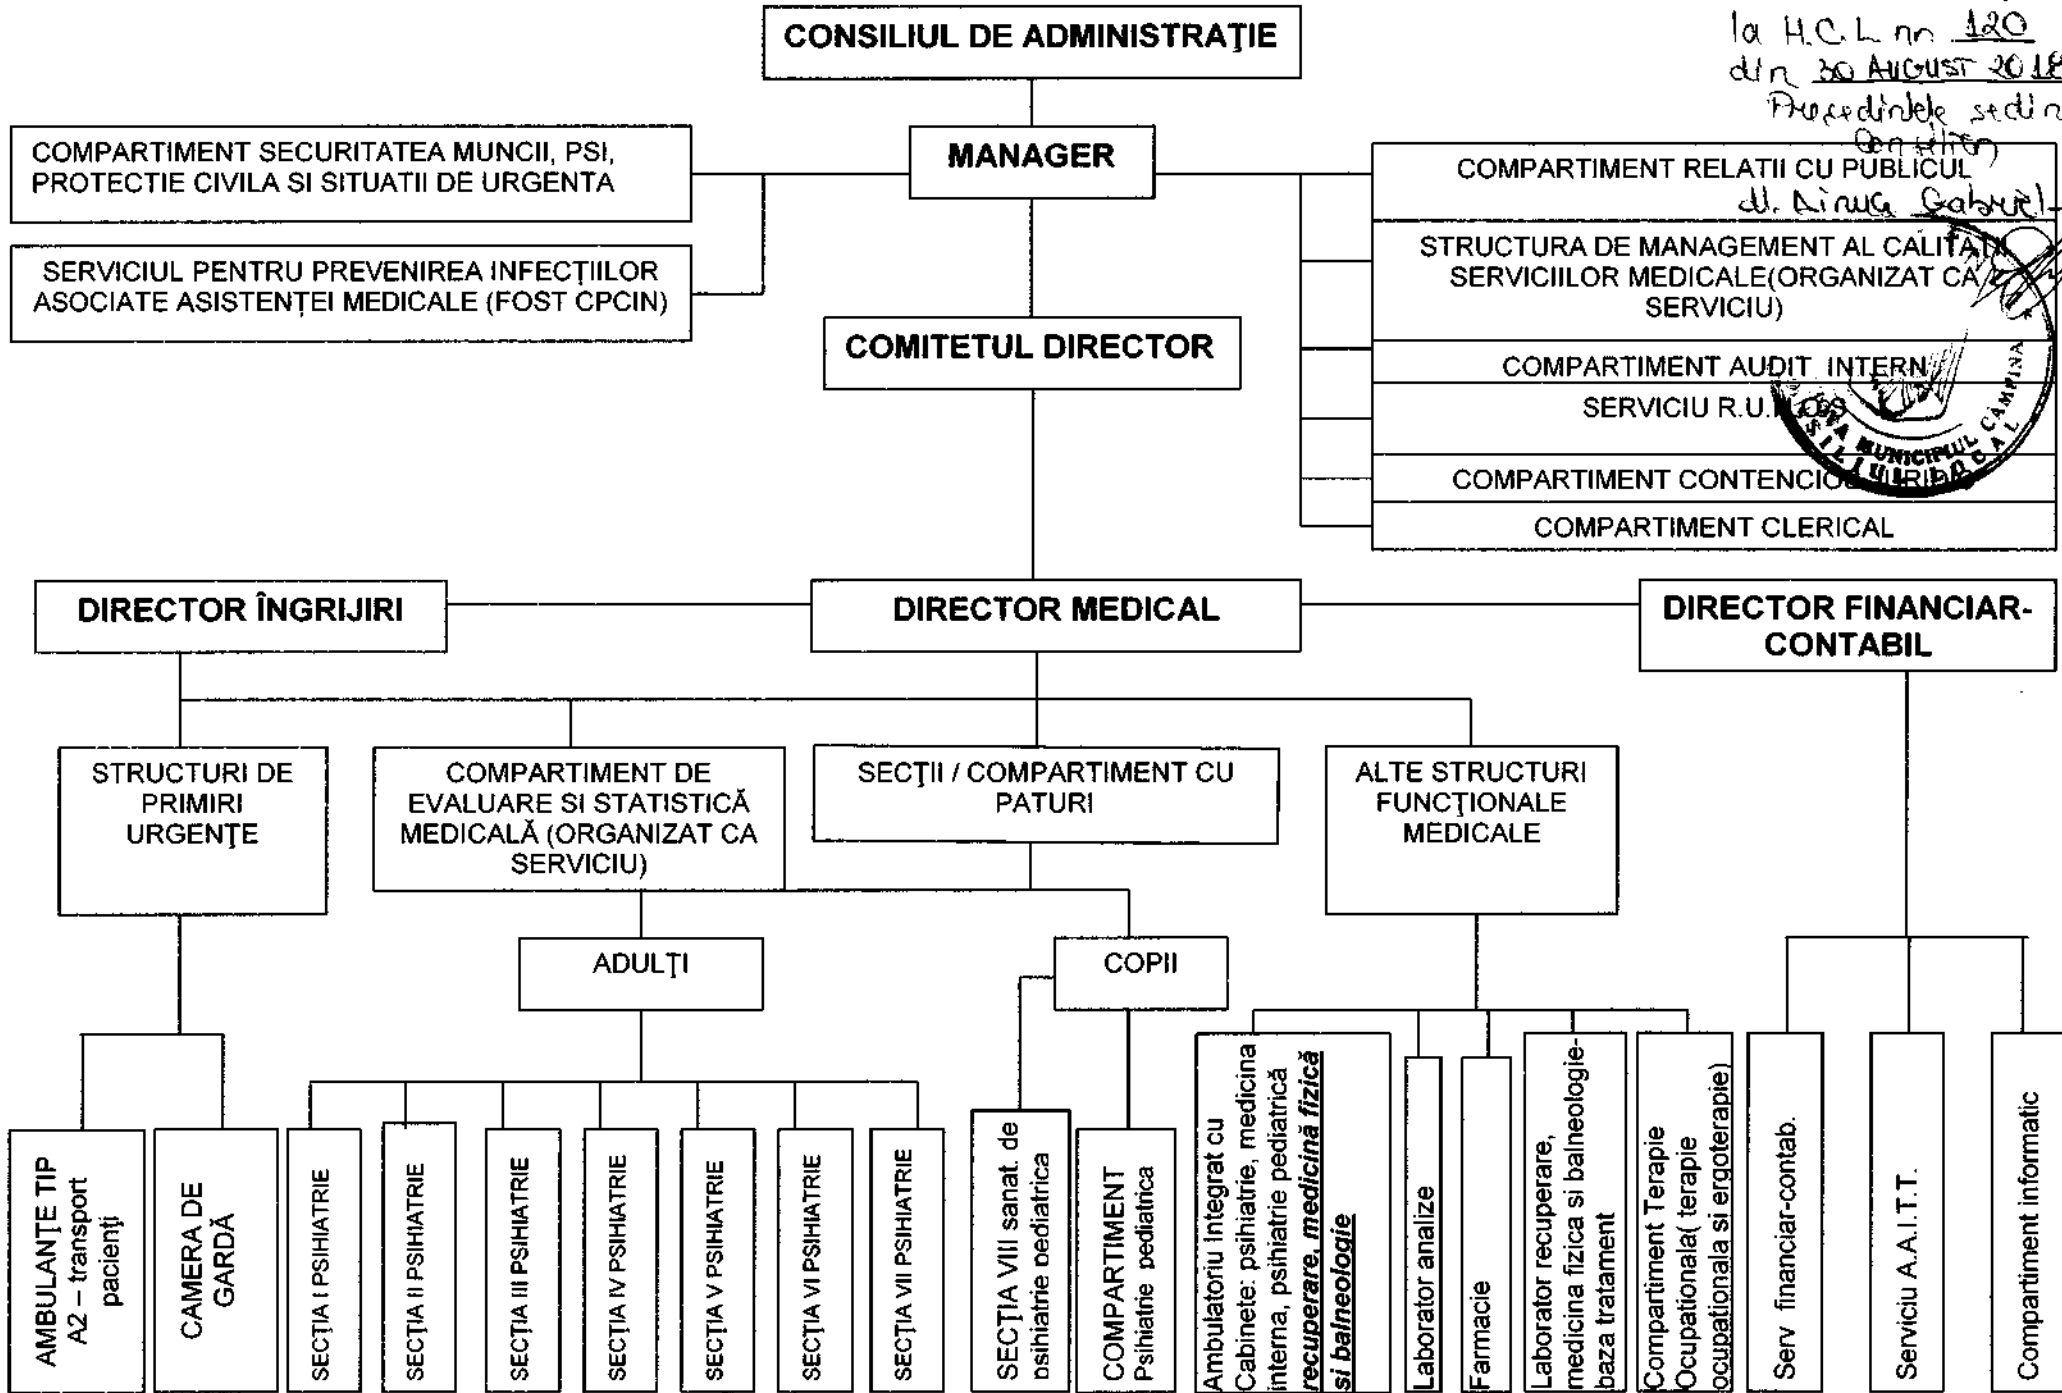 CONSILIUL DE ADMINISTRAŢIE
la H.C.L nr 120
din 30 AUGUST 2018
MANAGER
COMPARTIMENT SECURITATEA MUNCII, PSI,
PROTECTIE CIVILA SI SITUATII DE URGENTA
SERVICIUL PENTRU PREVENIREA INFECŢIILOR
ASOCIATE ASISTENŢEI MEDICALE (FOST CPCIN)
COMPARTIMENT RELATII CU PUBLICUL
Gabriel
STRUCTURA DE MANAGEMENT AL CALITATII
SERVICIILOR MEDICALE(ORGANIZAT CA
SERVICIU)
COMPARTIMENT AUDIT INTERN
SERVICIU
COMPARTIMENT CONTENCIOS
COMPARTIMENT CLERICAL
MUNICIPIUL CÂMPINA
LOCAL
COMITETUL DIRECTOR
DIRECTOR ÎNGRIJIRI
DIRECTOR MEDICAL
DIRECTOR FINANCIAR-
CONTABIL
STRUCTURI DE
PRIMIRI
URGENŢE
COMPARTIMENT DE
EVALUARE SI STATISTICĂ
MEDICALĂ (ORGANIZAT CA
SERVICIU)
SECŢII / COMPARTIMENT CU
PATURI
ALTE STRUCTURI
FUNCŢIONALE
MEDICALE
ADULŢI
COPII
AMBULANŢE TIP
A2 – transport
pacienţi
CAMERA DE
GARDĂ
SECŢIA I PSIHIATRIE
SECŢIA II PSIHIATRIE
SECŢIA III PSIHIATRIE
SECŢIA IV PSIHIATRIE
SECŢIA V PSIHIATRIE
SECŢIA VI PSIHIATRIE
SECŢIA VII PSIHIATRIE
SECŢIA VIII sanat. de
psihiatrie pediatrica
COMPARTIMENT
Psihiatrie pediatrica
Ambulatoriu Integrat cu
Cabinete: psihiatrie, medicina
interna, psihiatrie pediatrică
recuperare, medicină fizică
si balneologie
Laborator analize
Farmacie
Laborator recuperare,
medicina fizica si balneologie-
baza tratament
Compartiment Terapie
Ocupationala( terapie
ocupationala si ergoterapie)
Serv financiar-contab.
Serviciu A.A.I.T.T.
Compartiment informatic